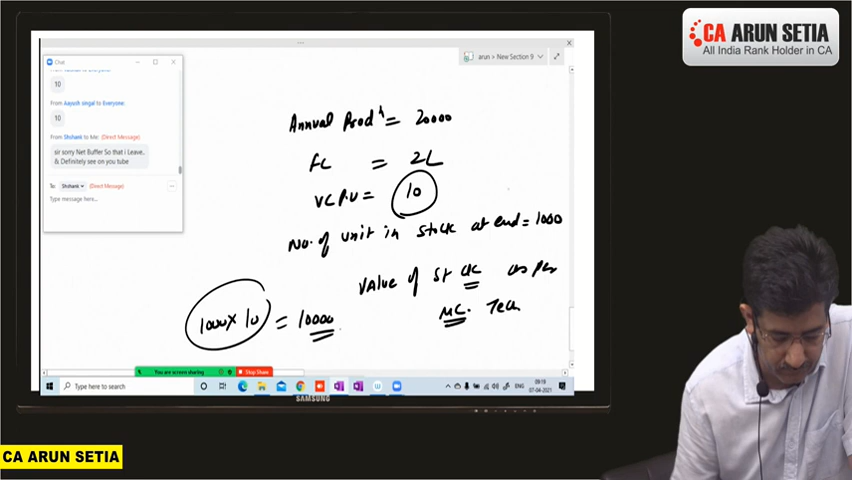 CA ARUN SETIA
All India Rank Holder in CA
Chat
10
From Aayush singal to Everyone:
10
From Shihank to Me: (Direct Message)
sir sorry Net Buffer So that i Leave..
& Definitely see on you tube
To: Shihank (Direct Message)
Type message here...
arun > New Section 9
Annual Prodⁿ = 20000
FC = 2L
VC P.U = 10
No. of unit in stock at end = 1000
Value of St ck as per
MC. Tech
1000 x 10 = 10000
You are screen sharing
Stop Share
Type here to search
ENG
09:19
07-04-2021
SAMSUNG
CA ARUN SETIA